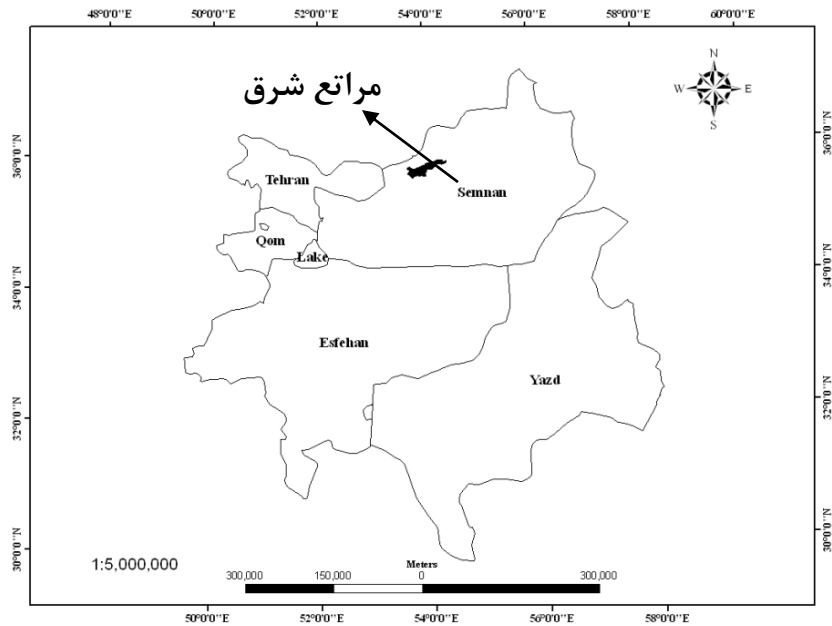 48°0'0"E 50°0'0"E 52°0'0"E 54°0'0"E 56°0'0"E 58°0'0"E 60°0'0"E
N
W E
S
مراتع شرق
36°0'0"N
36°0'0"N
Tehran
Semnan
Qom
Lake
34°0'0"N
34°0'0"N
Esfehan
Yazd
32°0'0"N
32°0'0"N
30°0'0"N
30°0'0"N
1:5,000,000
Meters
300,000 150,000 0 300,000
50°0'0"E 52°0'0"E 54°0'0"E 56°0'0"E 58°0'0"E